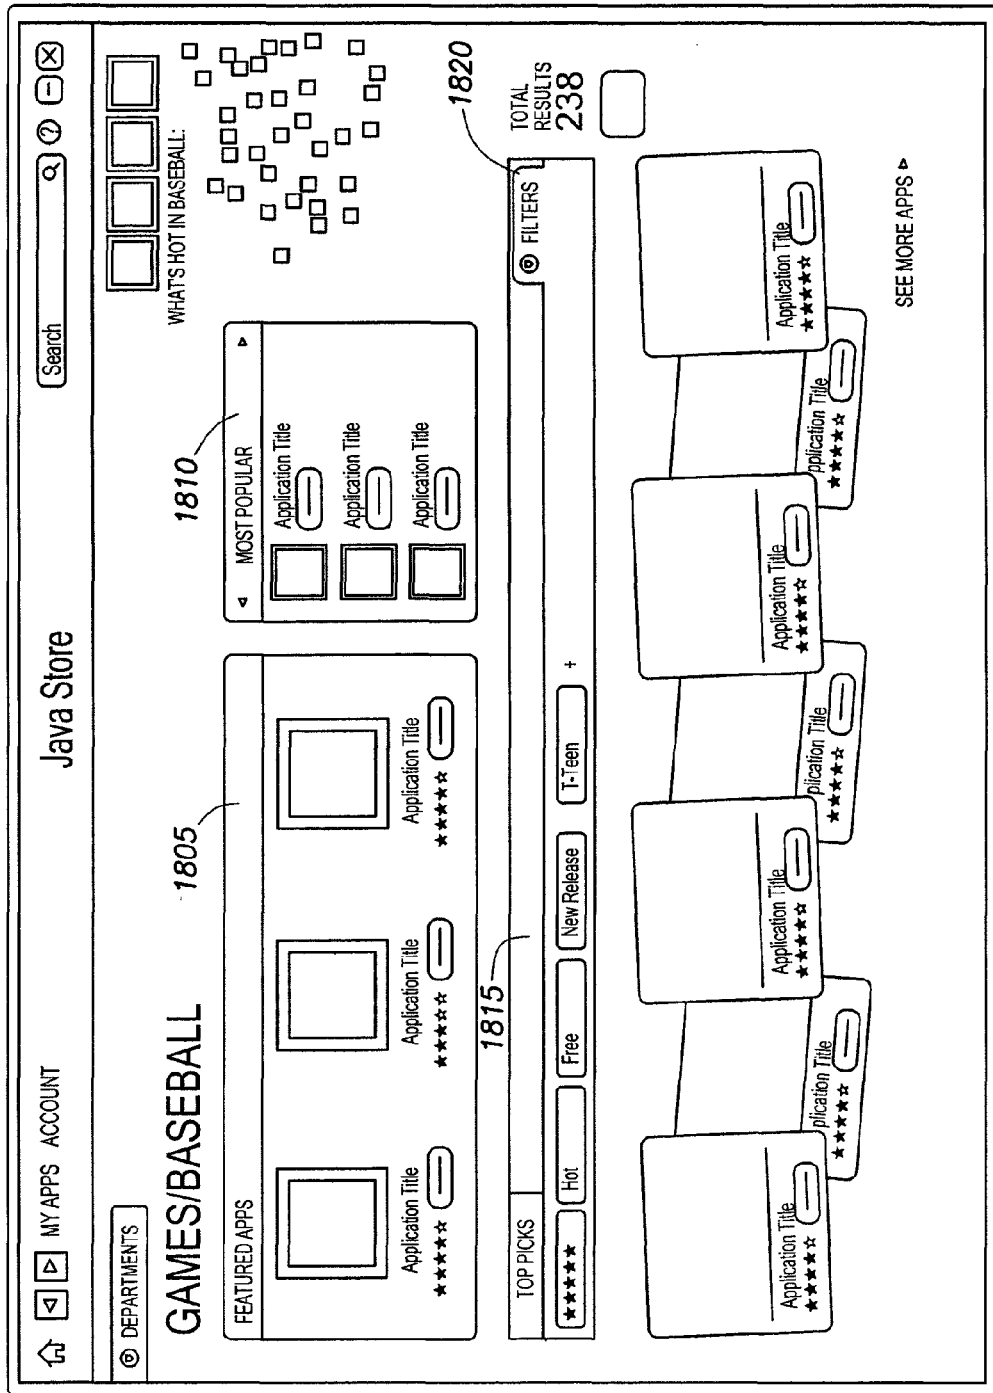 MY APPS ACCOUNT Java Store Search
DEPARTMENTS
GAMES/BASEBALL
WHAT'S HOT IN BASEBALL:
1805
1810
FEATURED APPS
MOST POPULAR
Application Title
Application Title
Application Title
Application Title
Application Title
Application Title
1815
1820
TOP PICKS
FILTERS
TOTAL
RESULTS
238
Hot
Free
New Release
T-Teen
+
Application Title
plication Title
Application Title
plication Title
Application Title
pplication Title
Application Title
SEE MORE APPS